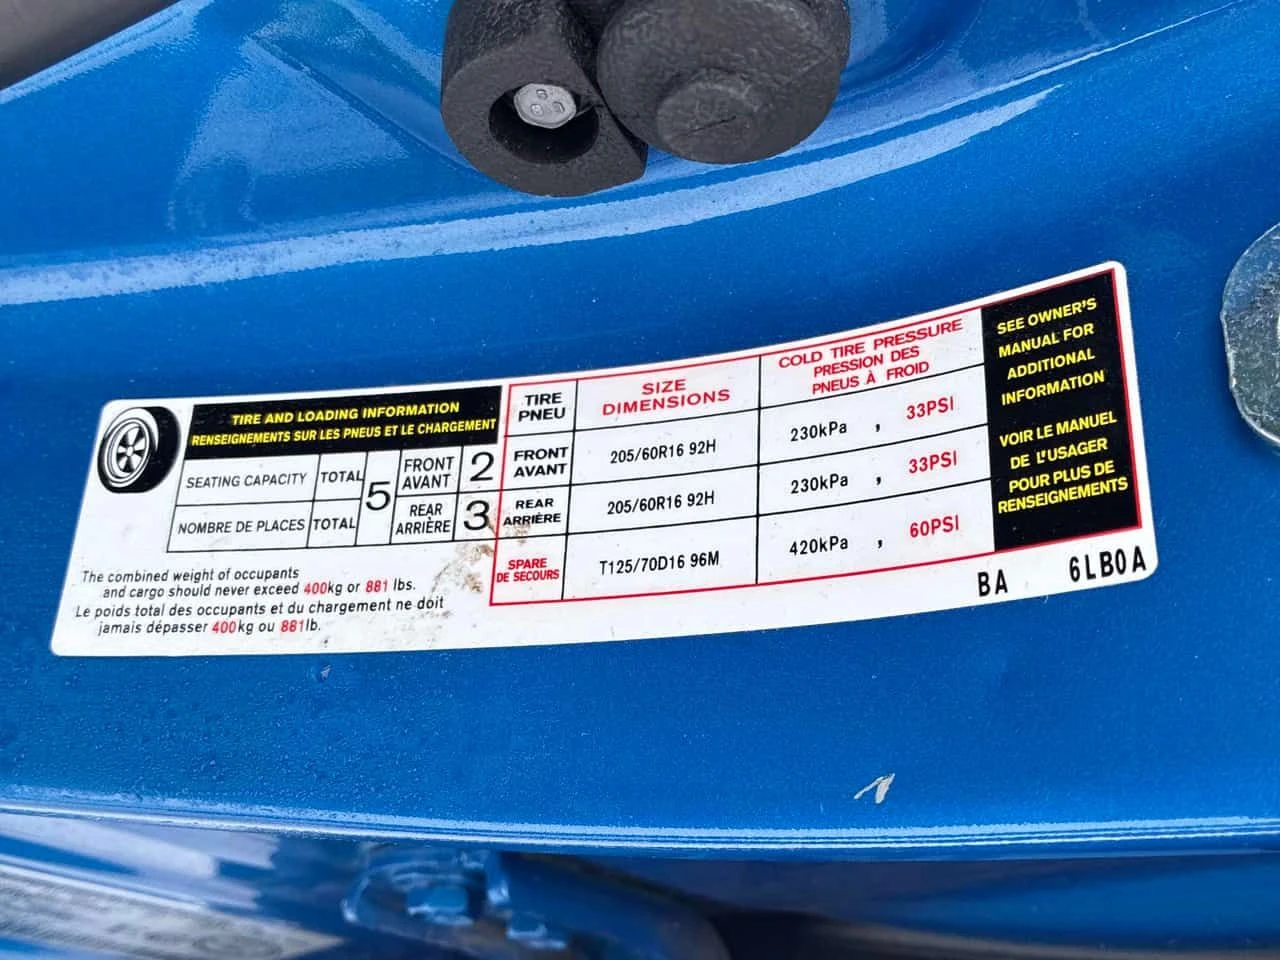 TIRE AND LOADING INFORMATION
RENSEIGNEMENTS SUR LES PNEUS ET LE CHARGEMENT
SEATING CAPACITY TOTAL 5 FRONT AVANT 2
NOMBRE DE PLACES TOTAL REAR ARRIÈRE 3
The combined weight of occupants
and cargo should never exceed 400kg or 881 lbs.
Le poids total des occupants et du chargement ne doit
jamais dépasser 400kg ou 881lb.
TIRE PNEU SIZE DIMENSIONS COLD TIRE PRESSURE PRESSION DES PNEUS À FROID
FRONT AVANT 205/60R16 92H 230kPa , 33PSI
REAR ARRIÈRE 205/60R16 92H 230kPa , 33PSI
SPARE DE SECOURS T125/70D16 96M 420kPa , 60PSI
SEE OWNER'S
MANUAL FOR
ADDITIONAL
INFORMATION
VOIR LE MANUEL
DE L'USAGER
POUR PLUS DE
RENSEIGNEMENTS
BA 6LB0A